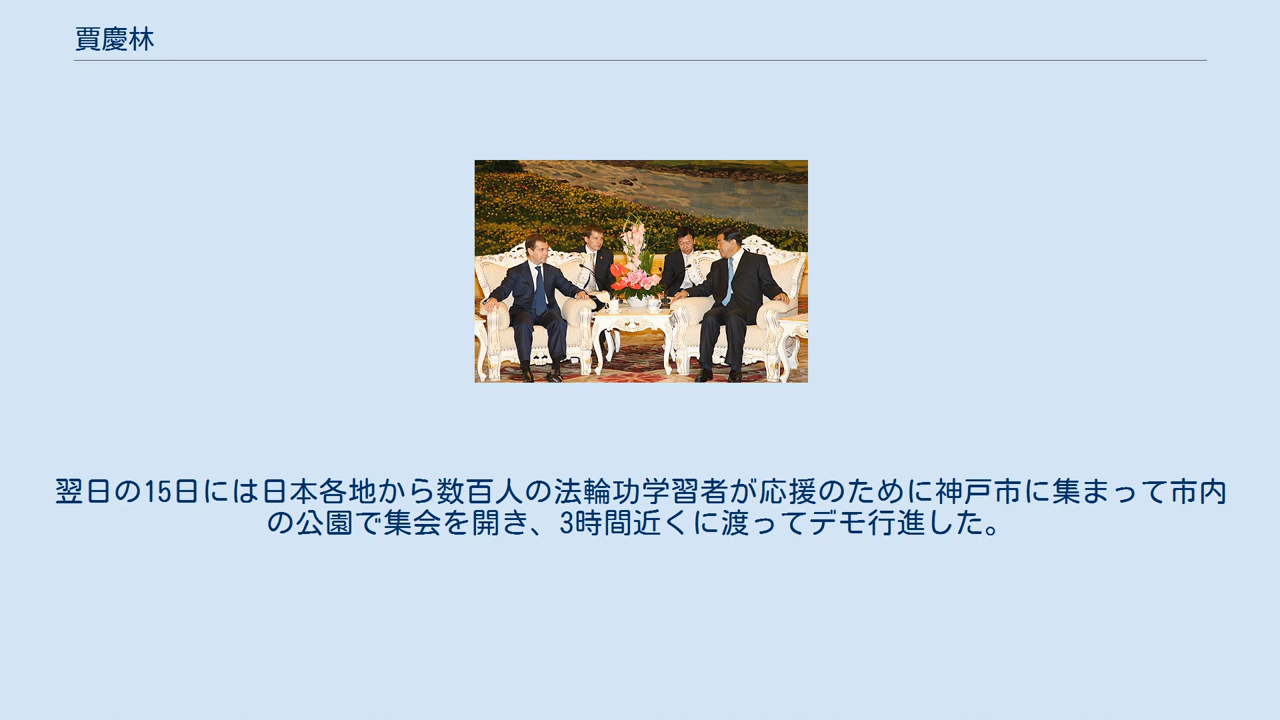 賈慶林
翌日の15日には日本各地から数百人の法輪功学習者が応援のために神戸市に集まって市内
の公園で集会を開き、3時間近くに渡ってデモ行進した。